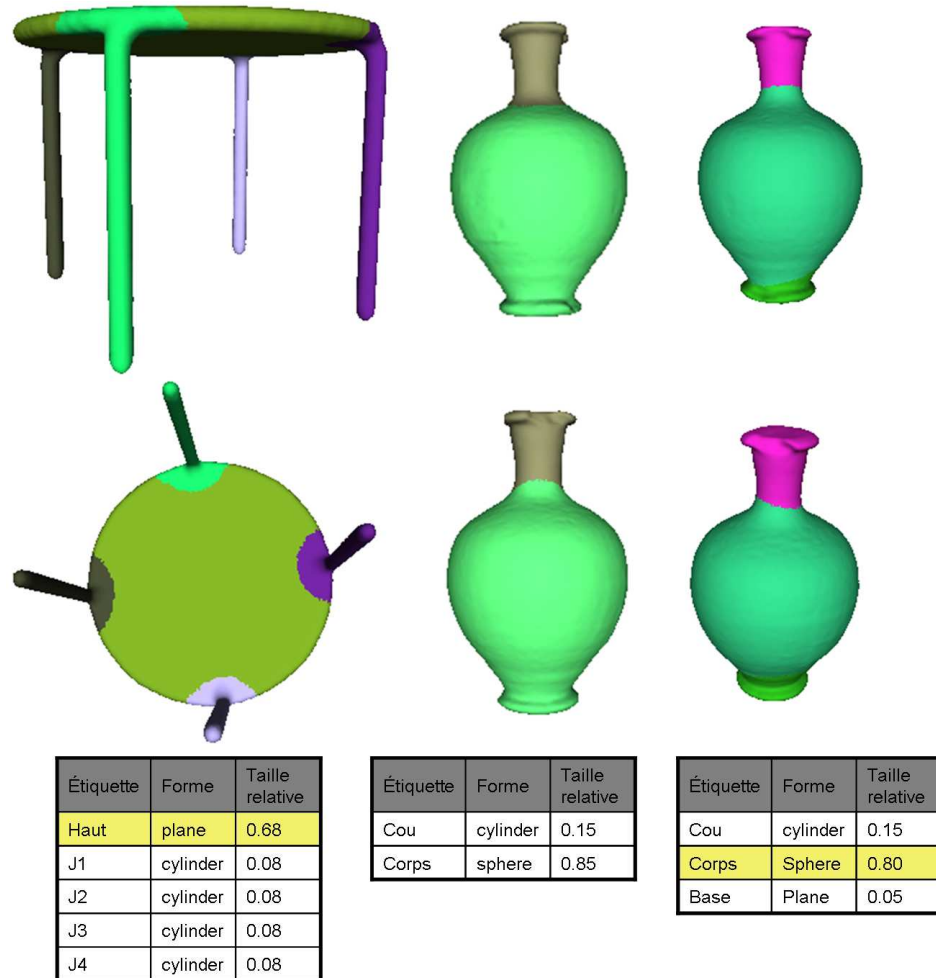 Étiquette Forme Taille relative
Haut plane 0.68
J1 cylinder 0.08
J2 cylinder 0.08
J3 cylinder 0.08
J4 cylinder 0.08
Étiquette Forme Taille relative
Cou cylinder 0.15
Corps sphere 0.85
Étiquette Forme Taille relative
Cou cylinder 0.15
Corps Sphere 0.80
Base Plane 0.05